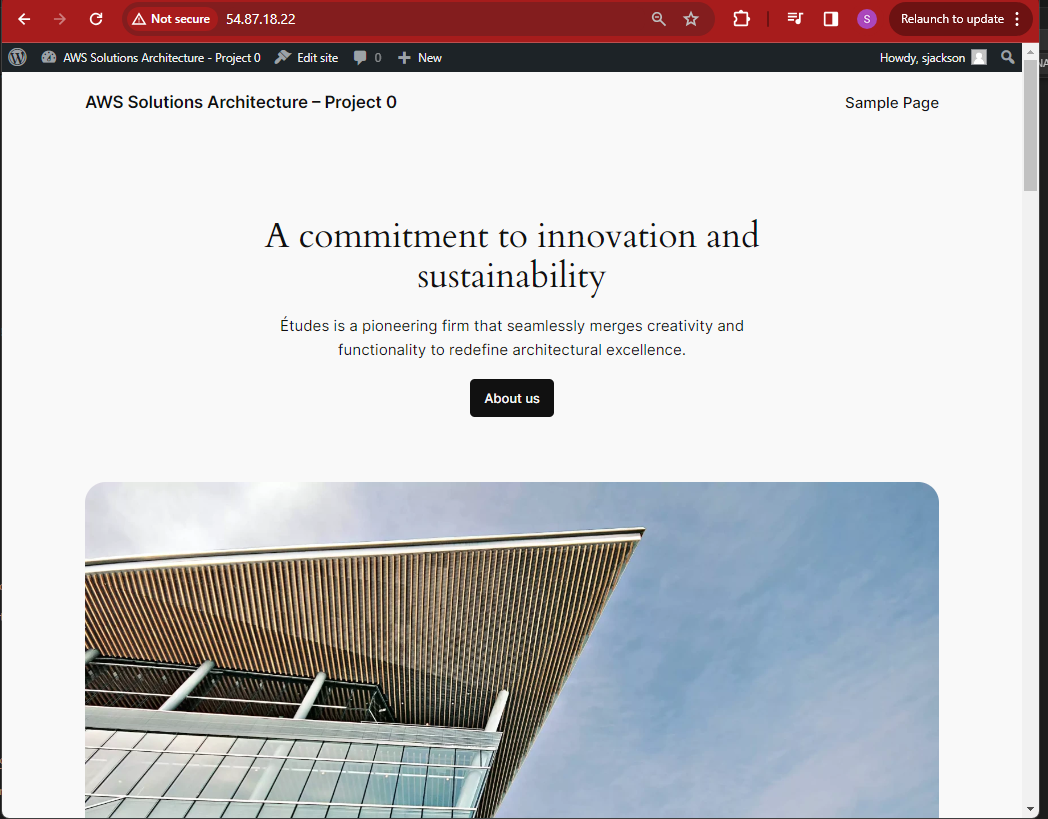 Not secure 54.87.18.22 S Relaunch to update
AWS Solutions Architecture - Project 0 Edit site 0 New Howdy, sjackson
AWS Solutions Architecture – Project 0 Sample Page
A commitment to innovation and
sustainability
Études is a pioneering firm that seamlessly merges creativity and
functionality to redefine architectural excellence.
About us